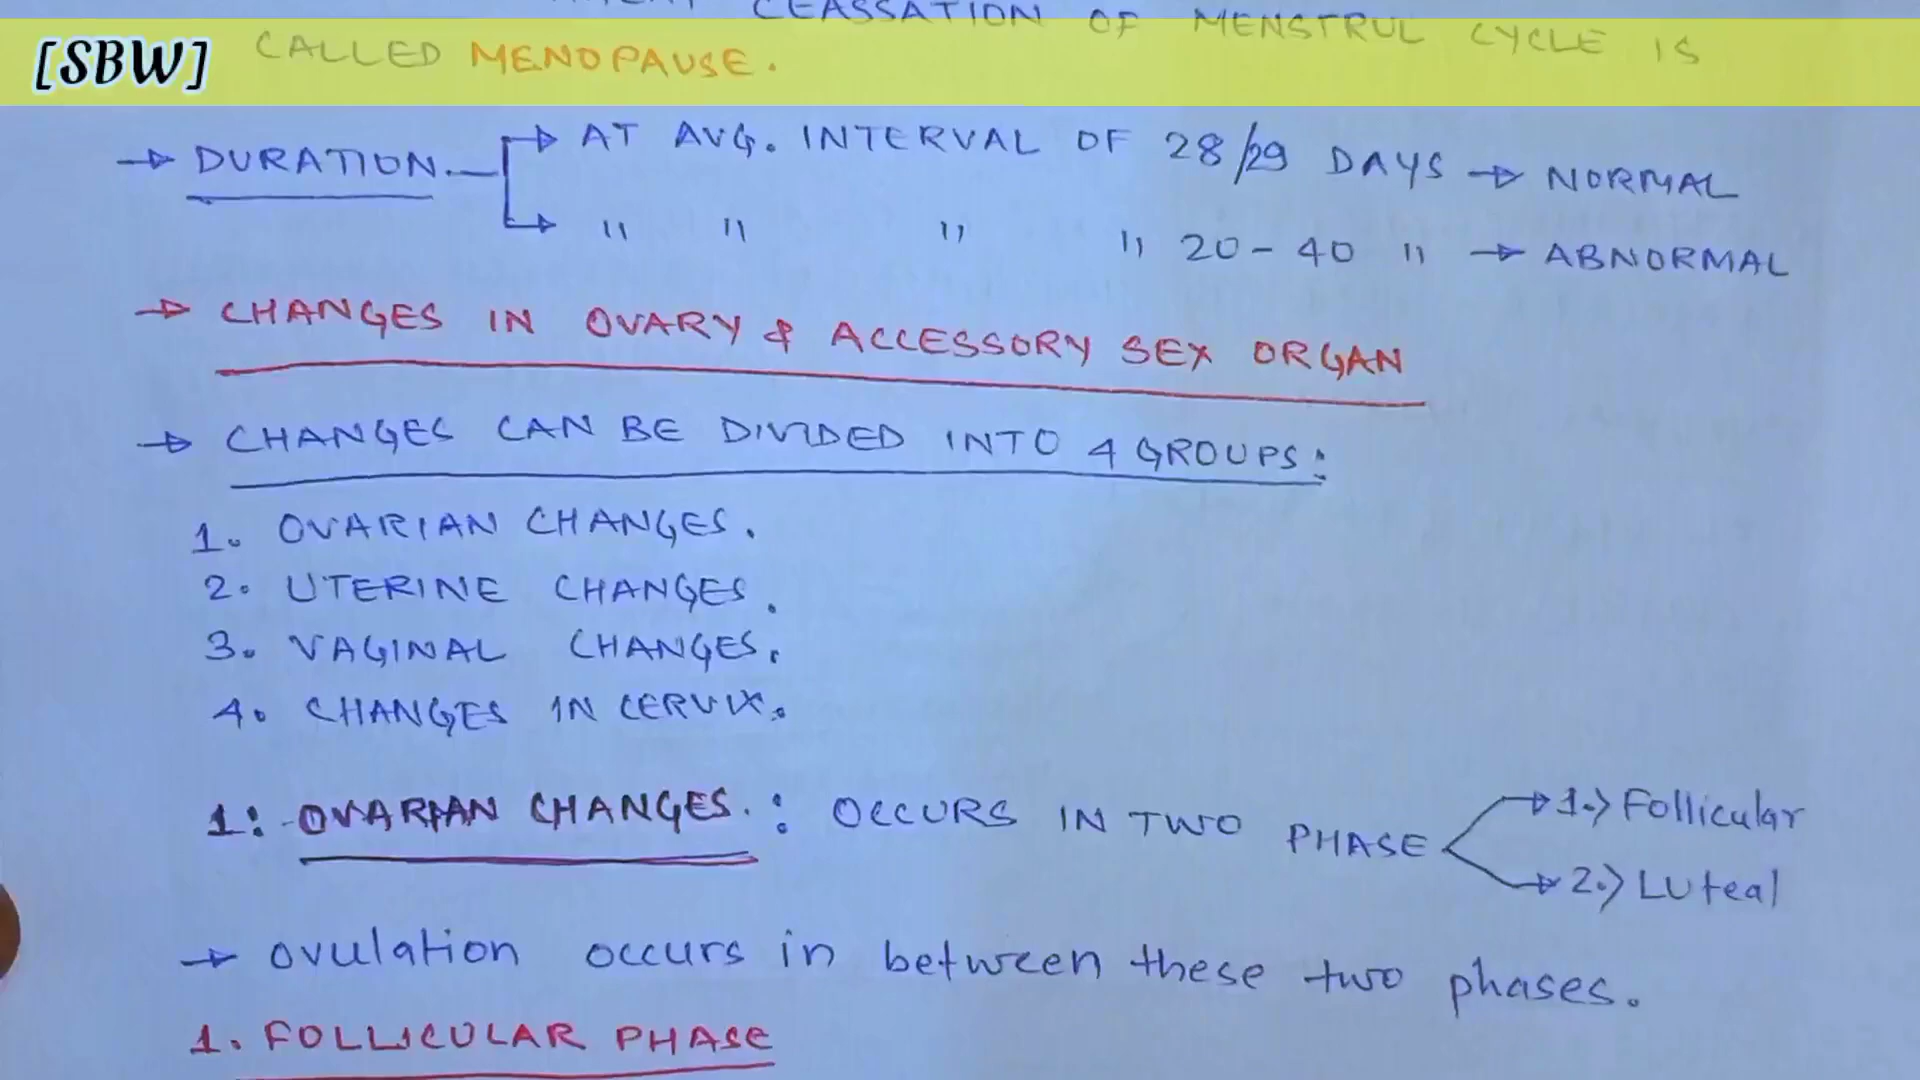 CEASSATION OF MENSTRUL CYCLE IS
[SBW] CALLED MENOPAUSE.
→ DURATION. → AT AVG. INTERVAL OF 28/29 DAYS → NORMAL
→ " " " " 20-40 " → ABNORMAL
→ CHANGES IN OVARY & ACCESSORY SEX ORGAN
→ CHANGES CAN BE DIVIDED INTO 4 GROUPS:
1. OVARIAN CHANGES.
2. UTERINE CHANGES.
3. VAGINAL CHANGES.
4. CHANGES IN CERVIX.
1: OVARIAN CHANGES. : OCCURS IN TWO PHASE → 1.) Follicular
→ 2.) Luteal
→ ovulation occurs in between these two phases.
1. FOLLICULAR PHASE